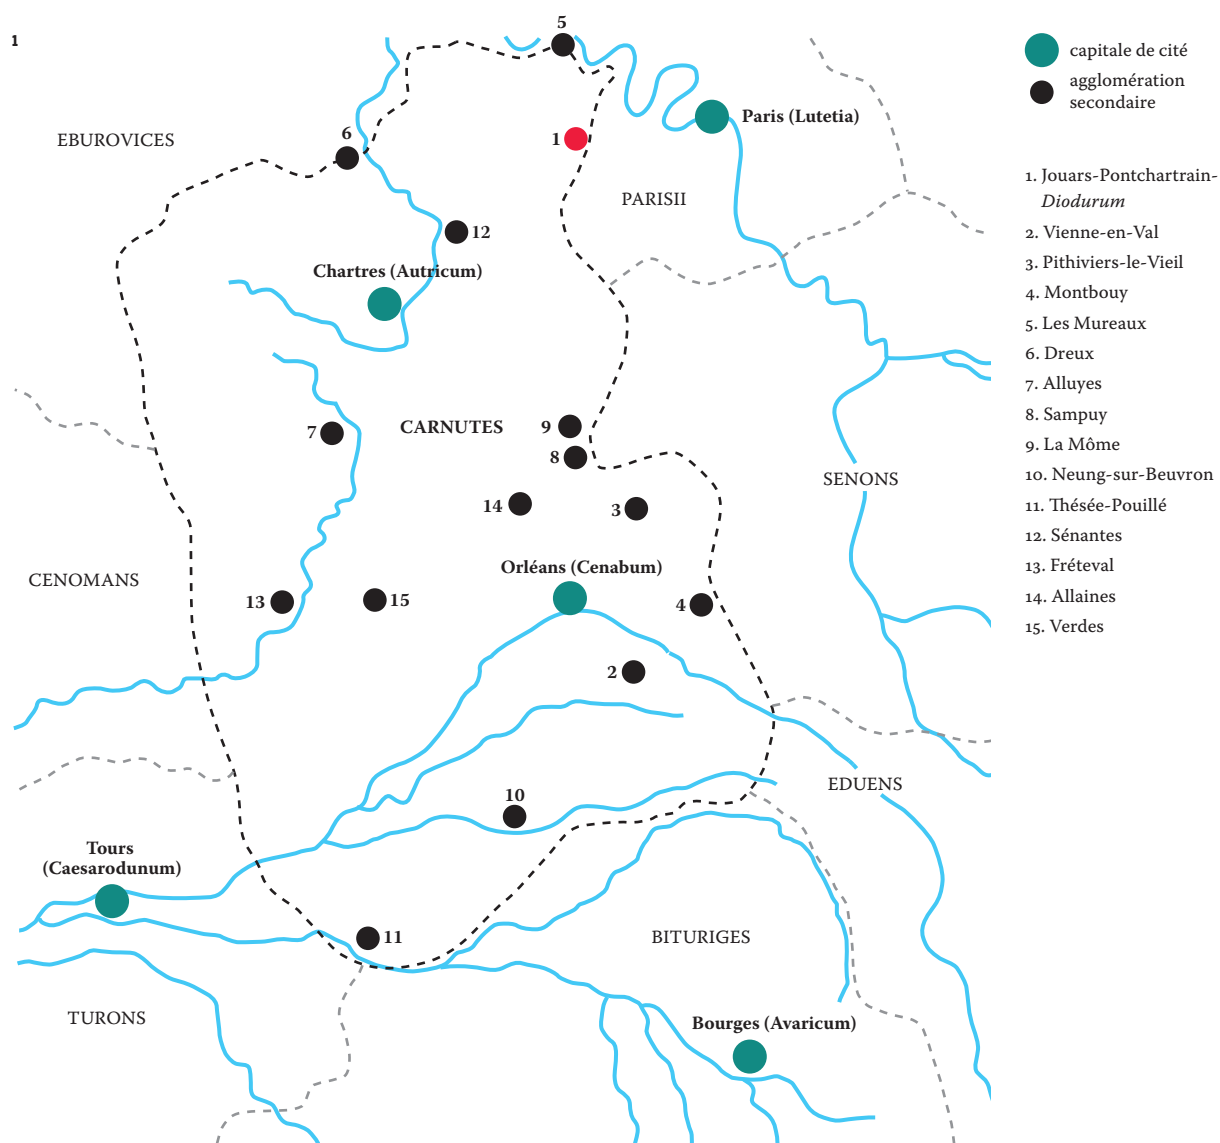 1
5
capitale de cité
agglomération
secondaire
Paris (Lutetia)
EBUROVICES
6
1
1. Jouars-Pontchartrain-
Diodurum
PARISII
2. Vienne-en-Val
12
3. Pithiviers-le-Vieil
Chartres (Autricum)
4. Montbouy
5. Les Mureaux
6. Dreux
7. Alluyes
8. Sampuy
9. La Môme
10. Neung-sur-Beuvron
11. Thésée-Pouillé
12. Sénantes
13. Fréteval
14. Allaines
15. Verdes
7
CARNUTES
9
8
SENONS
14
3
Orléans (Cenabum)
CENOMANS
13
15
4
2
EDUENS
10
Tours
(Caesarodunum)
11
BITURIGES
TURONS
Bourges (Avaricum)